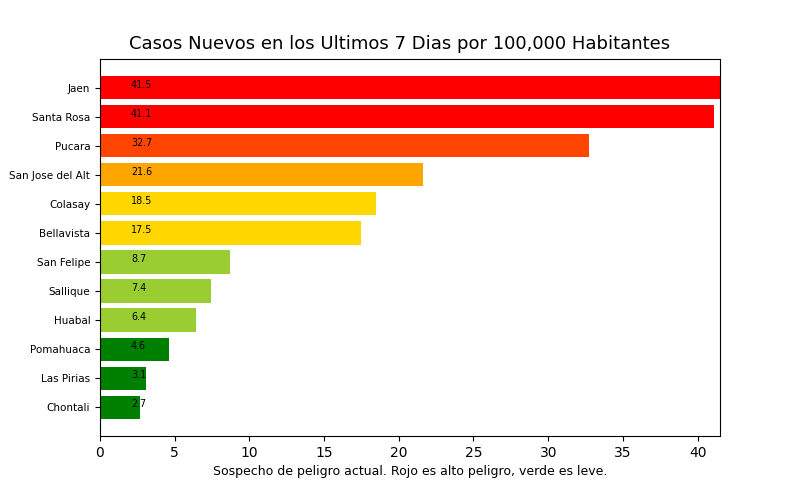 Casos Nuevos en los Ultimos 7 Dias por 100,000 Habitantes
Jaen 41.5
Santa Rosa 41.1
Pucara 32.7
San Jose del Alt 21.6
Colasay 18.5
Bellavista 17.5
San Felipe 8.7
Sallique 7.4
Huabal 6.4
Pomahuaca 4.6
Las Pirias 3.1
Chontali 2.7
0 5 10 15 20 25 30 35 40
Sospecho de peligro actual. Rojo es alto peligro, verde es leve.